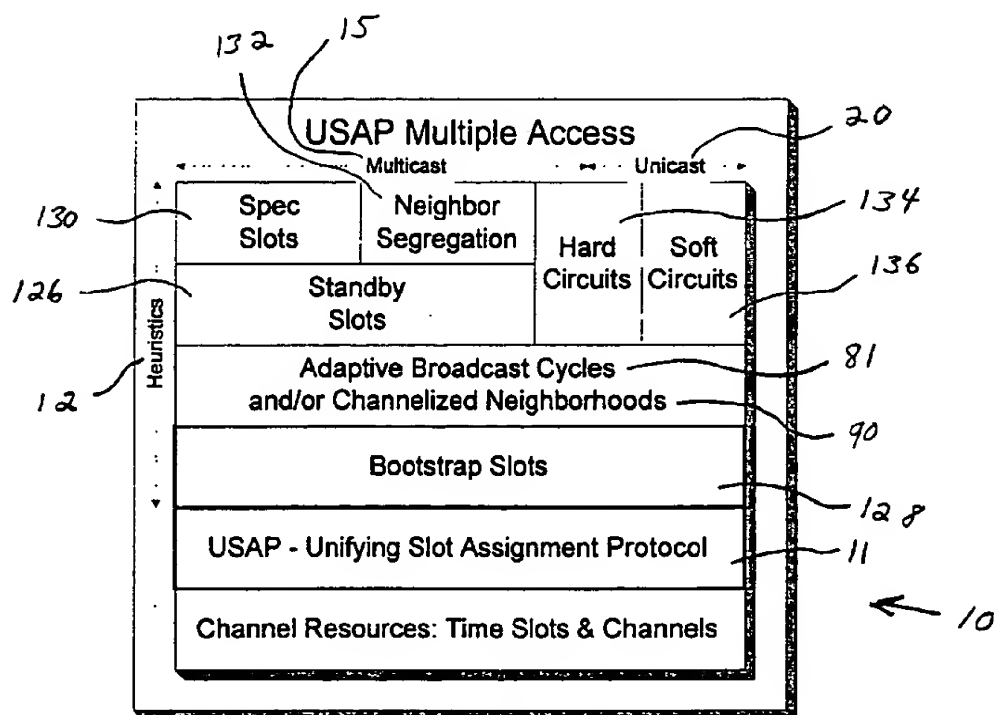 15
132
USAP Multiple Access
20
Multicast
Unicast
130
Spec
Slots
Neighbor
Segregation
134
Hard
Circuits
Soft
Circuits
126
Standby
Slots
136
Heuristics
12
Adaptive Broadcast Cycles
and/or Channelized Neighborhoods
81
90
Bootstrap Slots
128
USAP - Unifying Slot Assignment Protocol
11
Channel Resources: Time Slots & Channels
10